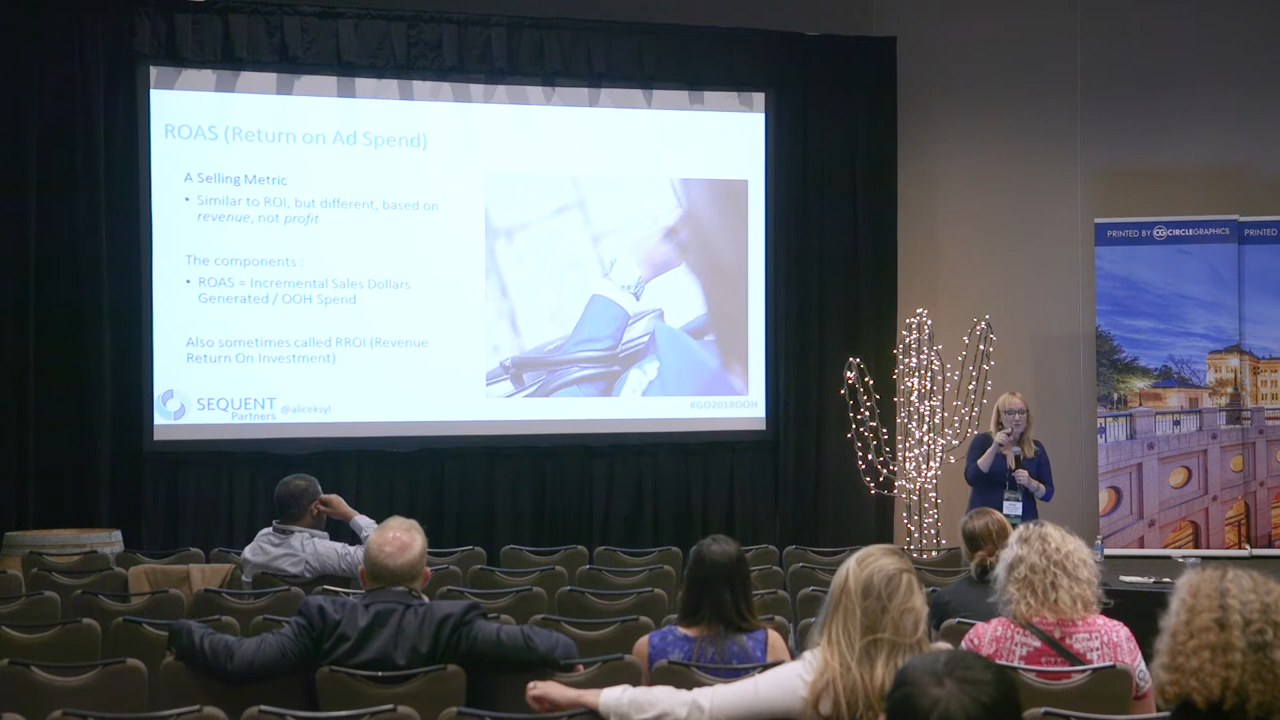 ROAS (Return on Ad Spend)
A Selling Metric
• Similar to ROI, but different, based on
revenue, not profit
The components :
• ROAS = Incremental Sales Dollars
Generated / OOH Spend
Also sometimes called RROI (Revenue
Return On Investment)
SEQUENT
Partners
@aliceksyl
#GO2018OOH
PRINTED BY CG CIRCLEGRAPHICS
PRINTED